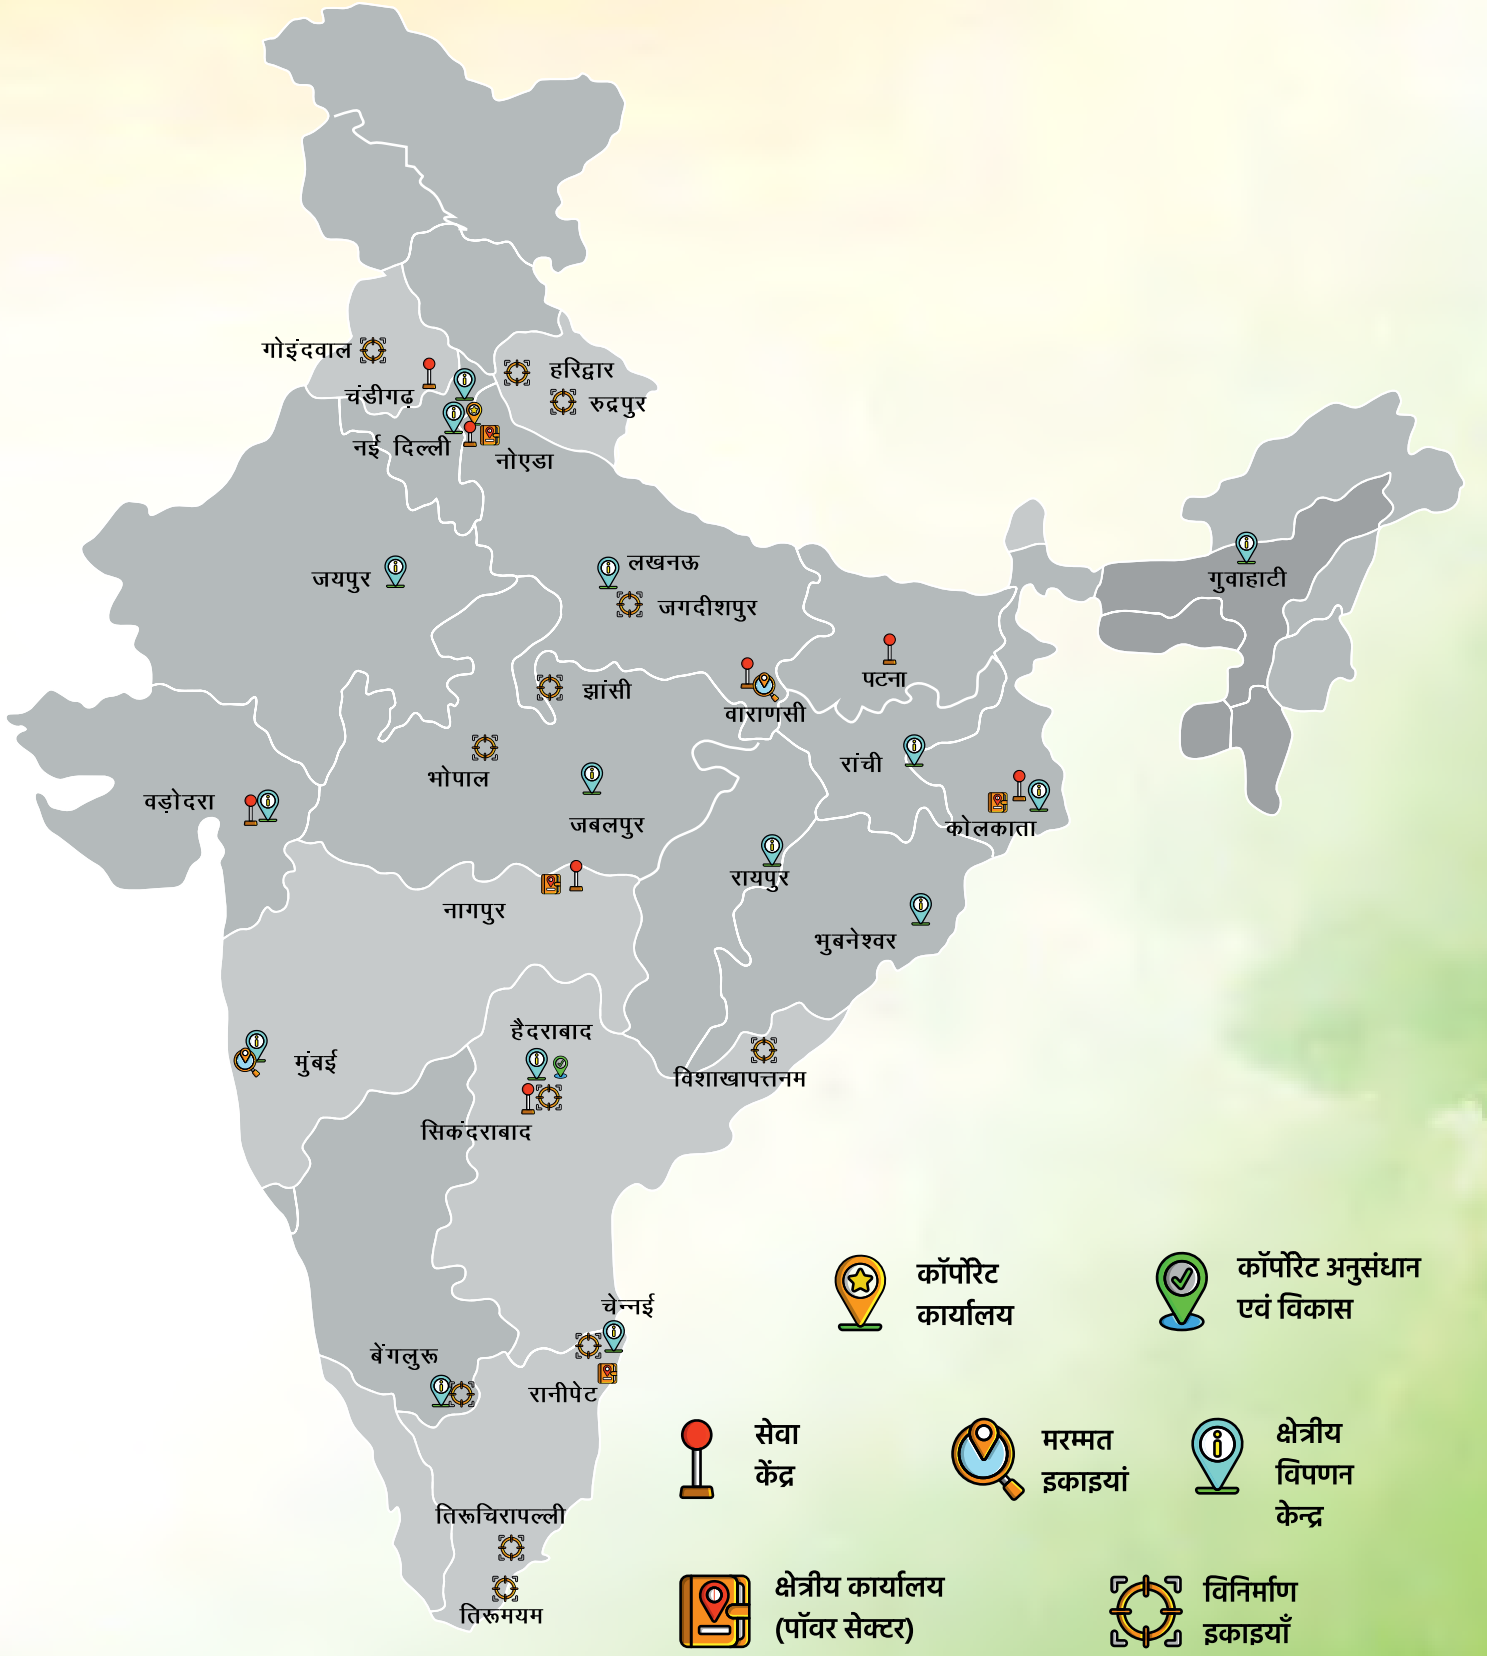 गोइंदवाल
हरिद्वार
चंडीगढ़
रुद्रपुर
नई दिल्ली
नोएडा
लखनऊ
जयपुर
गुवाहाटी
जगदीशपुर
पटना
झांसी
वाराणसी
रांची
भोपाल
वड़ोदरा
जबलपुर
कोलकाता
रायपुर
नागपुर
भुबनेश्वर
हैदराबाद
मुंबई
विशाखापत्तनम
सिकंदराबाद
चेन्नई
बेंगलुरू
रानीपेट
तिरूचिरापल्ली
तिरूमयम
कॉर्पोरेट
कार्यालय
कॉर्पोरेट अनुसंधान
एवं विकास
सेवा
केंद्र
मरम्मत
इकाइयां
क्षेत्रीय
विपणन
केन्द्र
क्षेत्रीय कार्यालय
(पॉवर सेक्टर)
विनिर्माण
इकाइयाँ